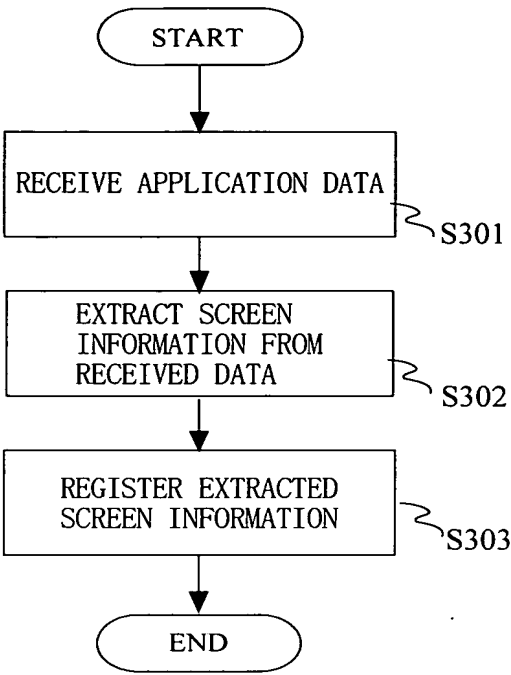 START
RECEIVE APPLICATION DATA
S301
EXTRACT SCREEN
INFORMATION FROM
RECEIVED DATA
S302
REGISTER EXTRACTED
SCREEN INFORMATION
S303
END